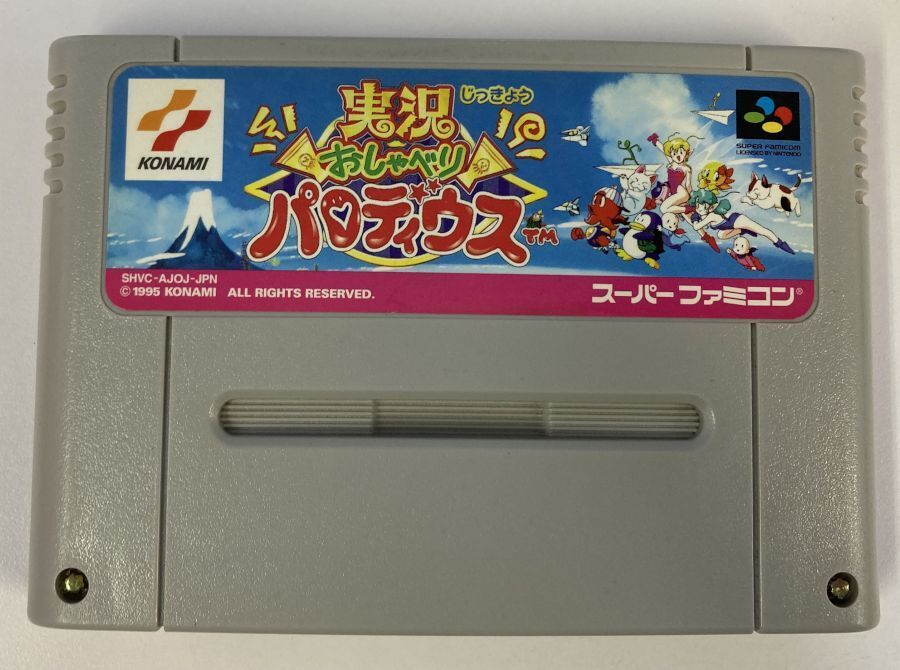 KONAMI
実況
じっきょう
おしゃべり
パロディウス™
SUPER FAMICOM
LICENSED BY NINTENDO
SHVC-AJOJ-JPN
©1995 KONAMI ALL RIGHTS RESERVED.
スーパーファミコン®